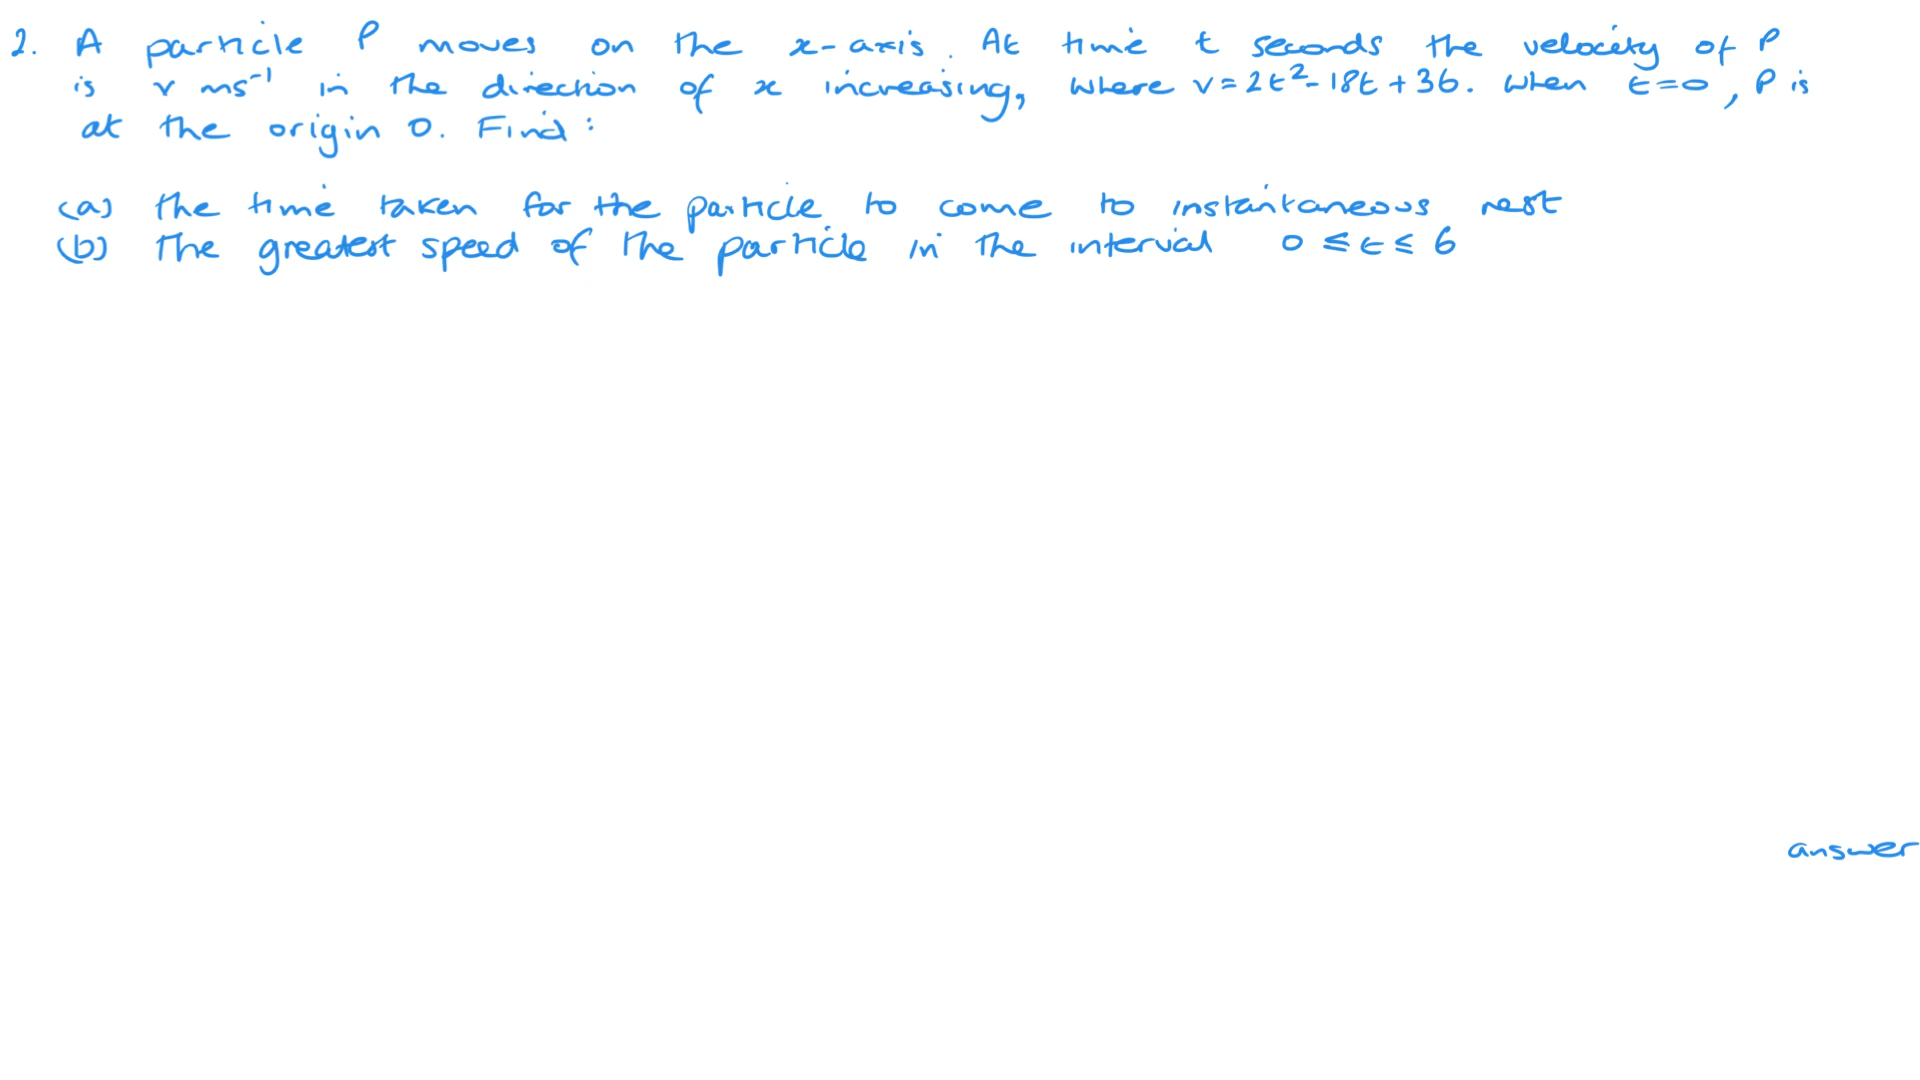 2. A particle P moves on the x-axis. At time t seconds the velocity of P
is v ms⁻¹ in the direction of x increasing, where v=2t²-18t+36. When t=0, P is
at the origin O. Find:
(a) the time taken for the particle to come to instantaneous rest
(b) the greatest speed of the particle in the interval 0≤t≤6
answer